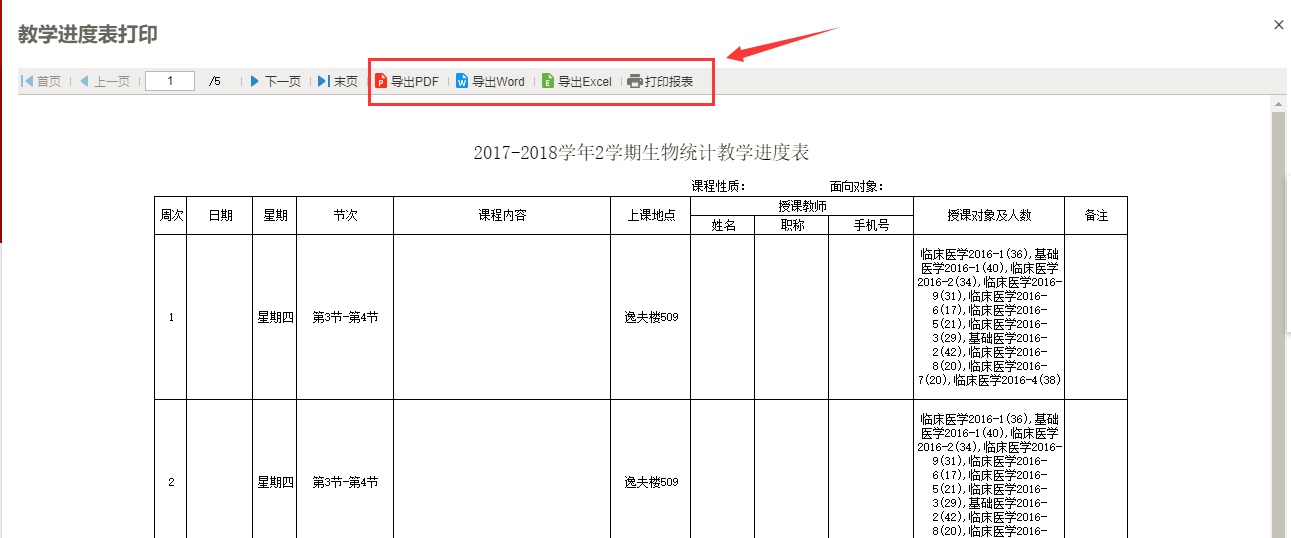 教学进度表打印
×
首页 上一页 1 /5 下一页 末页 导出PDF 导出Word 导出Excel 打印报表
2017-2018学年2学期生物统计教学进度表
课程性质: 面向对象:
周次 日期 星期 节次 课程内容 上课地点 授课教师 授课对象及人数 备注
姓名 职称 手机号
临床医学2016-1(36),基础
医学2016-1(40),临床医学
2016-2(34),临床医学2016-
9(31),临床医学2016-
6(17),临床医学2016-
1 星期四 第3节-第4节 逸夫楼509
5(21),临床医学2016-
3(29),基础医学2016-
2(42),临床医学2016-
8(20),临床医学2016-
7(20),临床医学2016-4(38)
临床医学2016-1(36),基础
医学2016-1(40),临床医学
2016-2(34),临床医学2016-
9(31),临床医学2016-
6(17),临床医学2016-
2 星期四 第3节-第4节 逸夫楼509
5(21),临床医学2016-
3(29),基础医学2016-
2(42),临床医学2016-
8(20),临床医学2016-